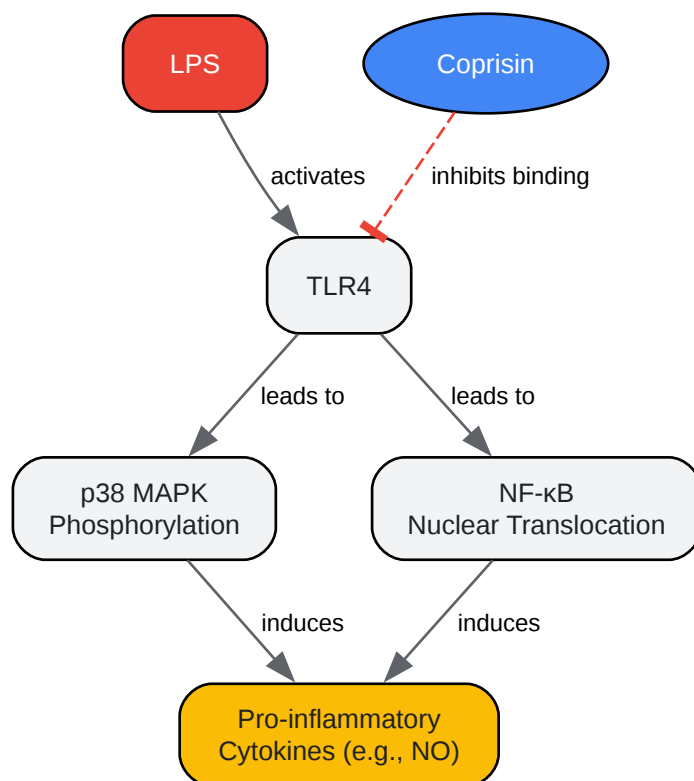 LPS
Coprisin
activates
inhibits binding
TLR4
leads to
leads to
p38 MAPK
Phosphorylation
NF-κB
Nuclear Translocation
induces
induces
Pro-inflammatory
Cytokines (e.g., NO)